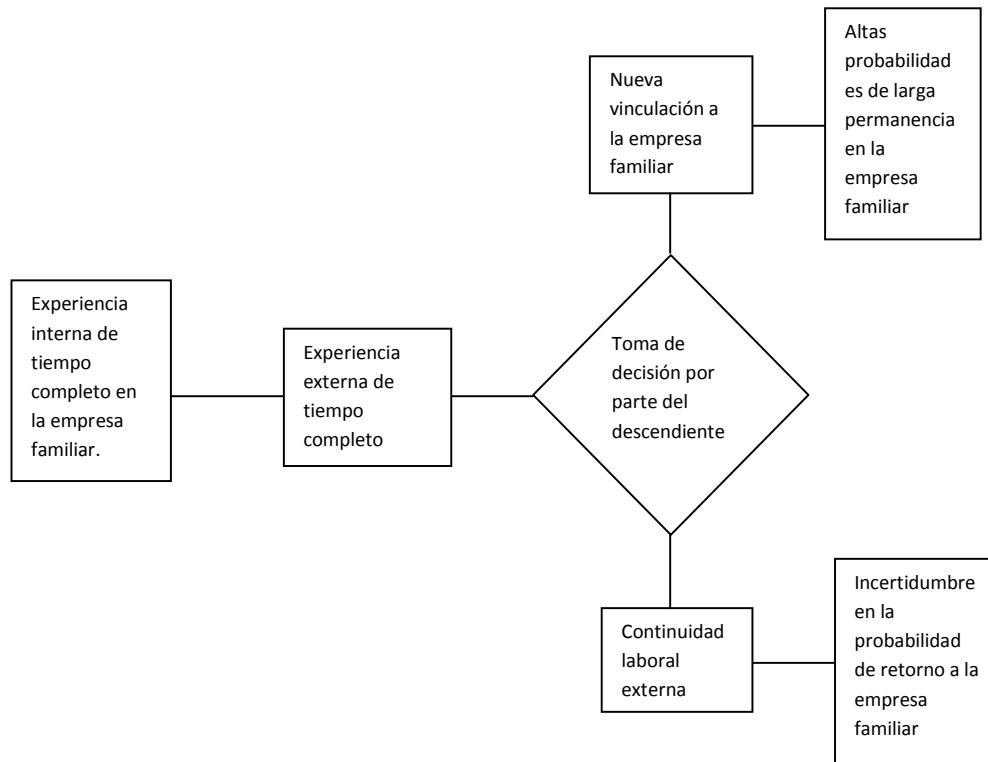 Experiencia
interna de
tiempo
completo en
la empresa
familiar.
Experiencia
externa de
tiempo
completo
Toma de
decisión por
parte del
descendiente
Nueva
vinculación a
la empresa
familiar
Altas
probabilidad
es de larga
permanencia
en la
empresa
familiar
Continuidad
laboral
externa
Incertidumbre
en la
probabilidad
de retorno a la
empresa
familiar